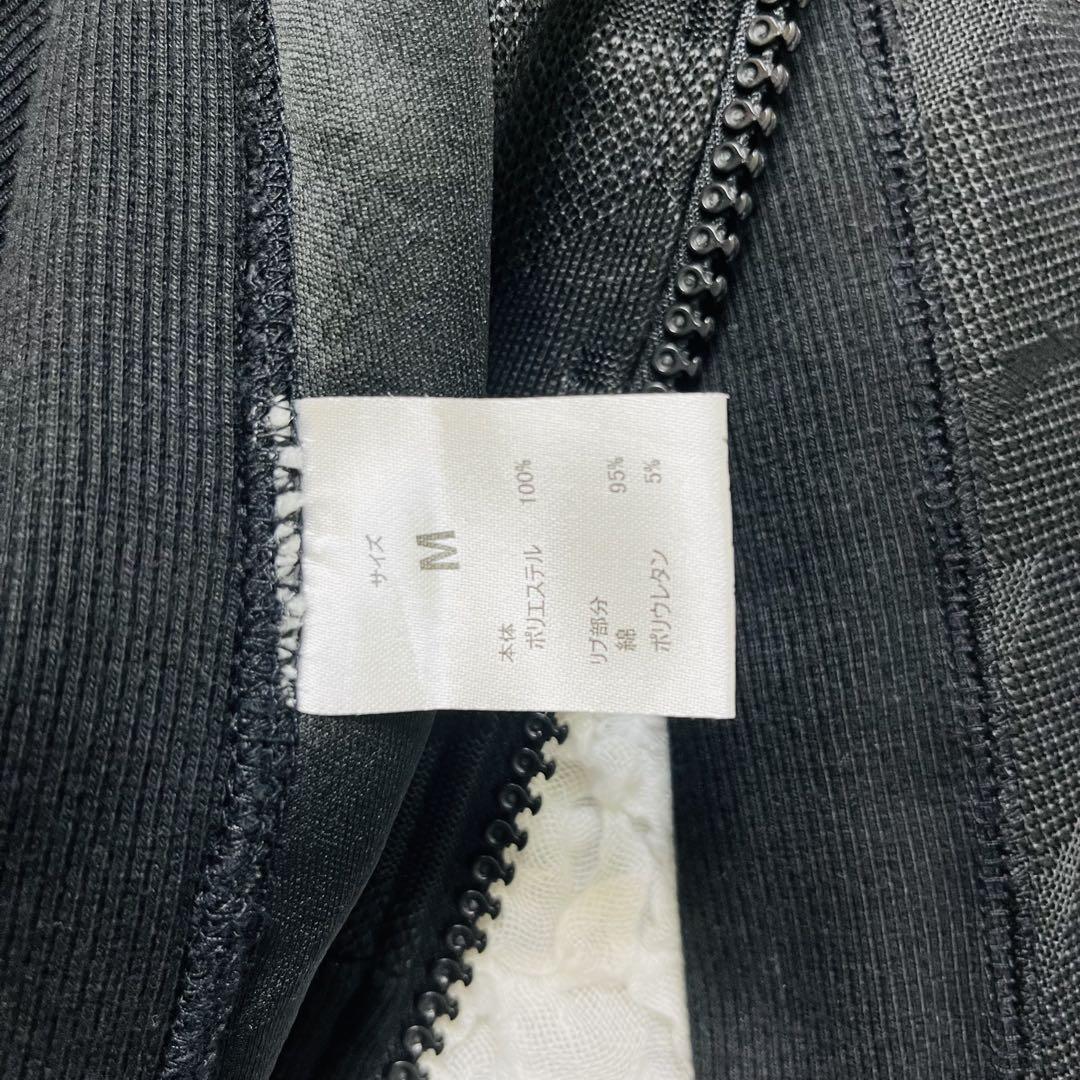 サイズ
M
本体
ポリエステル 100%
リブ部分
綿 95%
ポリウレタン 5%